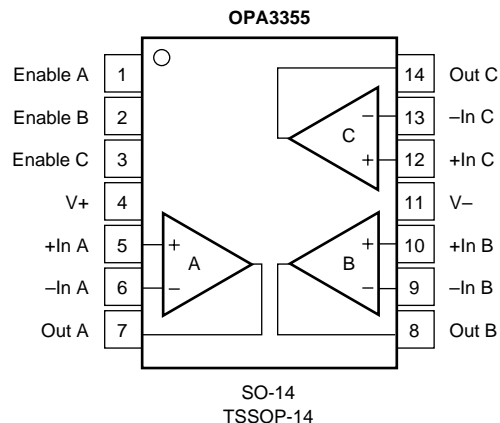 OPA3355
Enable A 1 14 Out C
Enable B 2 – 13 –In C
C
Enable C 3 + 12 +In C
V+ 4 11 V–
+In A 5 + + 10 +In B
A B
–In A 6 – – 9 –In B
Out A 7 8 Out B
SO-14
TSSOP-14